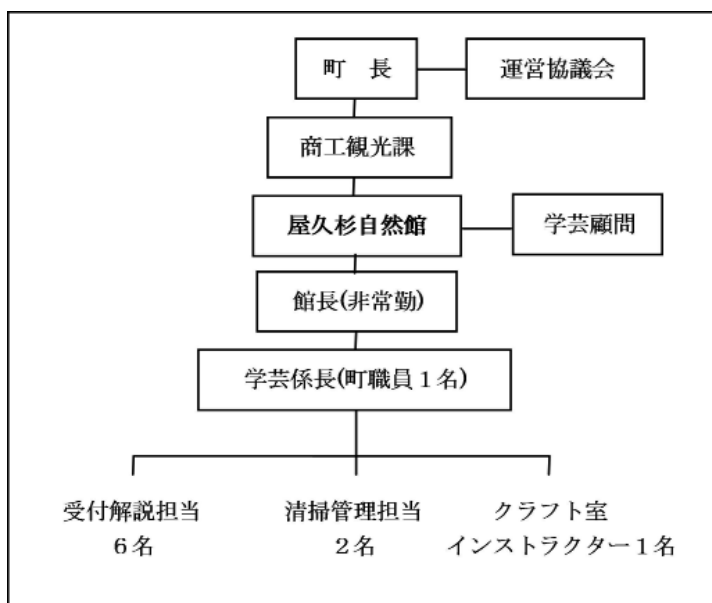 町　長
運営協議会
商工観光課
屋久杉自然館
学芸顧問
館長(非常勤)
学芸係長(町職員１名)
受付解説担当
６名
清掃管理担当
２名
クラフト室
インストラクター１名